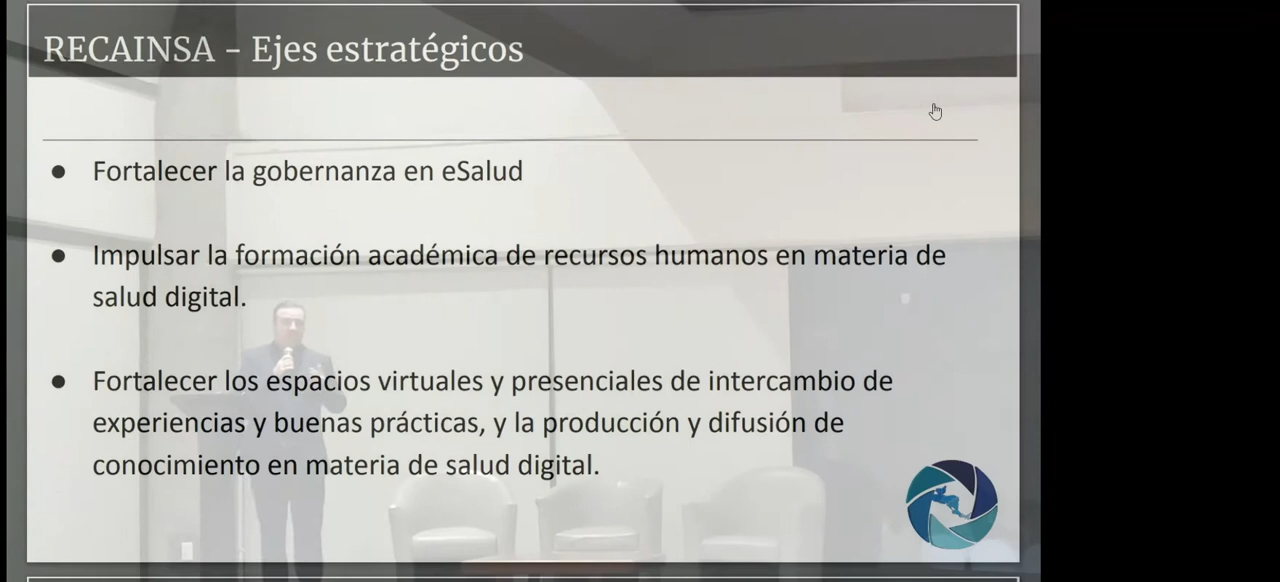 RECAINSA - Ejes estratégicos
● Fortalecer la gobernanza en eSalud
● Impulsar la formación académica de recursos humanos en materia de
salud digital.
● Fortalecer los espacios virtuales y presenciales de intercambio de
experiencias y buenas prácticas, y la producción y difusión de
conocimiento en materia de salud digital.